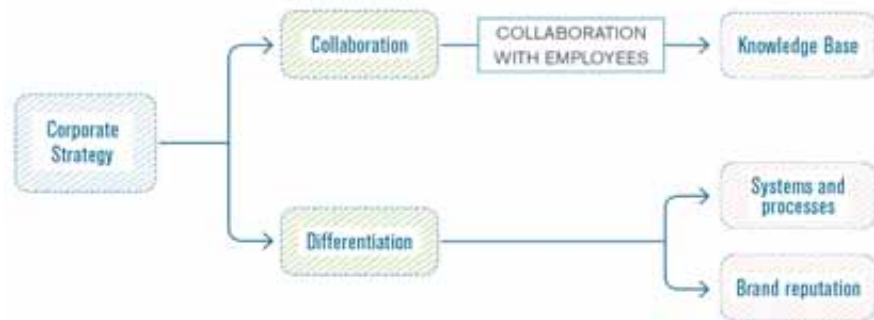 Collaboration
COLLABORATION
WITH EMPLOYEES
Knowledge Base
Corporate
Strategy
Systems and
processes
Differentiation
Brand reputation